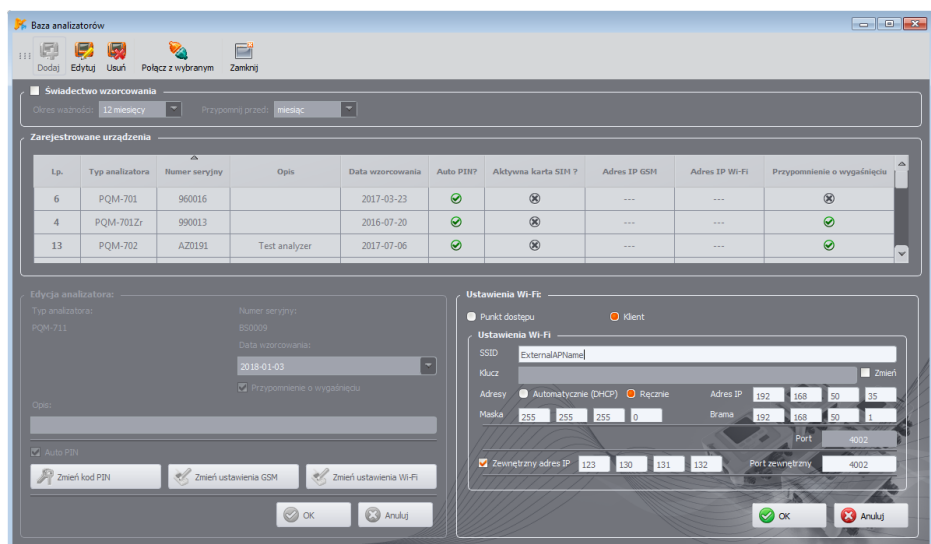 Baza analizatorów
Dodaj Edytuj Usuń Połącz z wybranym Zamknij
Świadectwo wzorcowania
Okres ważności: 12 miesięcy Przypomnij przed: miesiąc
Zarejestrowane urządzenia
Lp. Typ analizatora Numer seryjny Opis Data wzorcowania Auto PIN? Aktywna karta SIM ? Adres IP GSM Adres IP Wi-Fi Przypomnienie o wygaśnięciu
6 PQM-701 960016 2017-03-23 --- ---
4 PQM-701Zr 990013 2016-07-20 --- ---
13 PQM-702 AZ0191 Test analyzer 2017-07-06 --- ---
Edycja analizatora:
Typ analizatora: Numer seryjny:
PQM-711 BS0009
Data wzorcowania:
2018-01-03
Przypomnienie o wygaśnięciu
Opis:
Auto PIN
Zmień kod PIN Zmień ustawienia GSM Zmień ustawienia Wi-Fi
OK Anuluj
Ustawienia Wi-Fi:
Punkt dostępu Klient
Ustawienia Wi-Fi
SSID ExternalAPName
Klucz Zmień
Adresy Automatycznie (DHCP) Ręcznie Adres IP 192 168 50 35
Maska 255 255 255 0 Brama 192 168 50 1
Port 4002
Zewnętrzny adres IP 123 130 131 132 Port zewnętrzny 4002
OK Anuluj